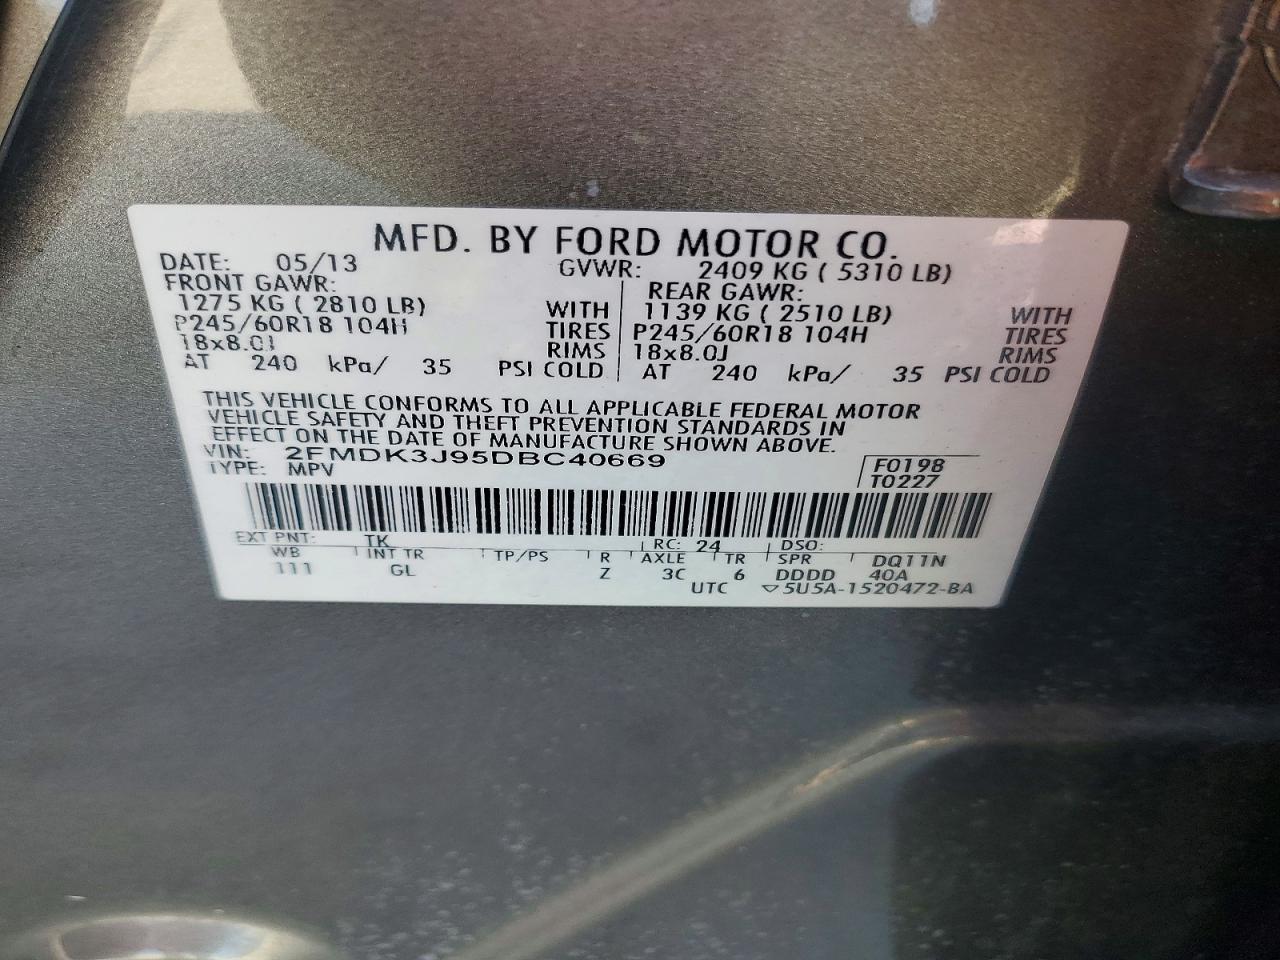 MFD. BY FORD MOTOR CO.
DATE: 05/13 GVWR: 2409 KG ( 5310 LB)
FRONT GAWR: REAR GAWR:
1275 KG ( 2810 LB) WITH 1139 KG ( 2510 LB) WITH
P245/60R18 104H TIRES P245/60R18 104H TIRES
18x8.0J RIMS 18x8.0J RIMS
AT 240 kPa/ 35 PSI COLD AT 240 kPa/ 35 PSI COLD
THIS VEHICLE CONFORMS TO ALL APPLICABLE FEDERAL MOTOR
VEHICLE SAFETY AND THEFT PREVENTION STANDARDS IN
EFFECT ON THE DATE OF MANUFACTURE SHOWN ABOVE.
VIN: 2FMDK3J95DBC40669 F0198
TYPE: MPV T0227
EXT PNT: TK RC: 24 DSO:
WB INT TR TP/PS R AXLE TR SPR DQ11N
111 GL Z 3C 6 DDDD 40A
UTC ▽5U5A-1520472-BA